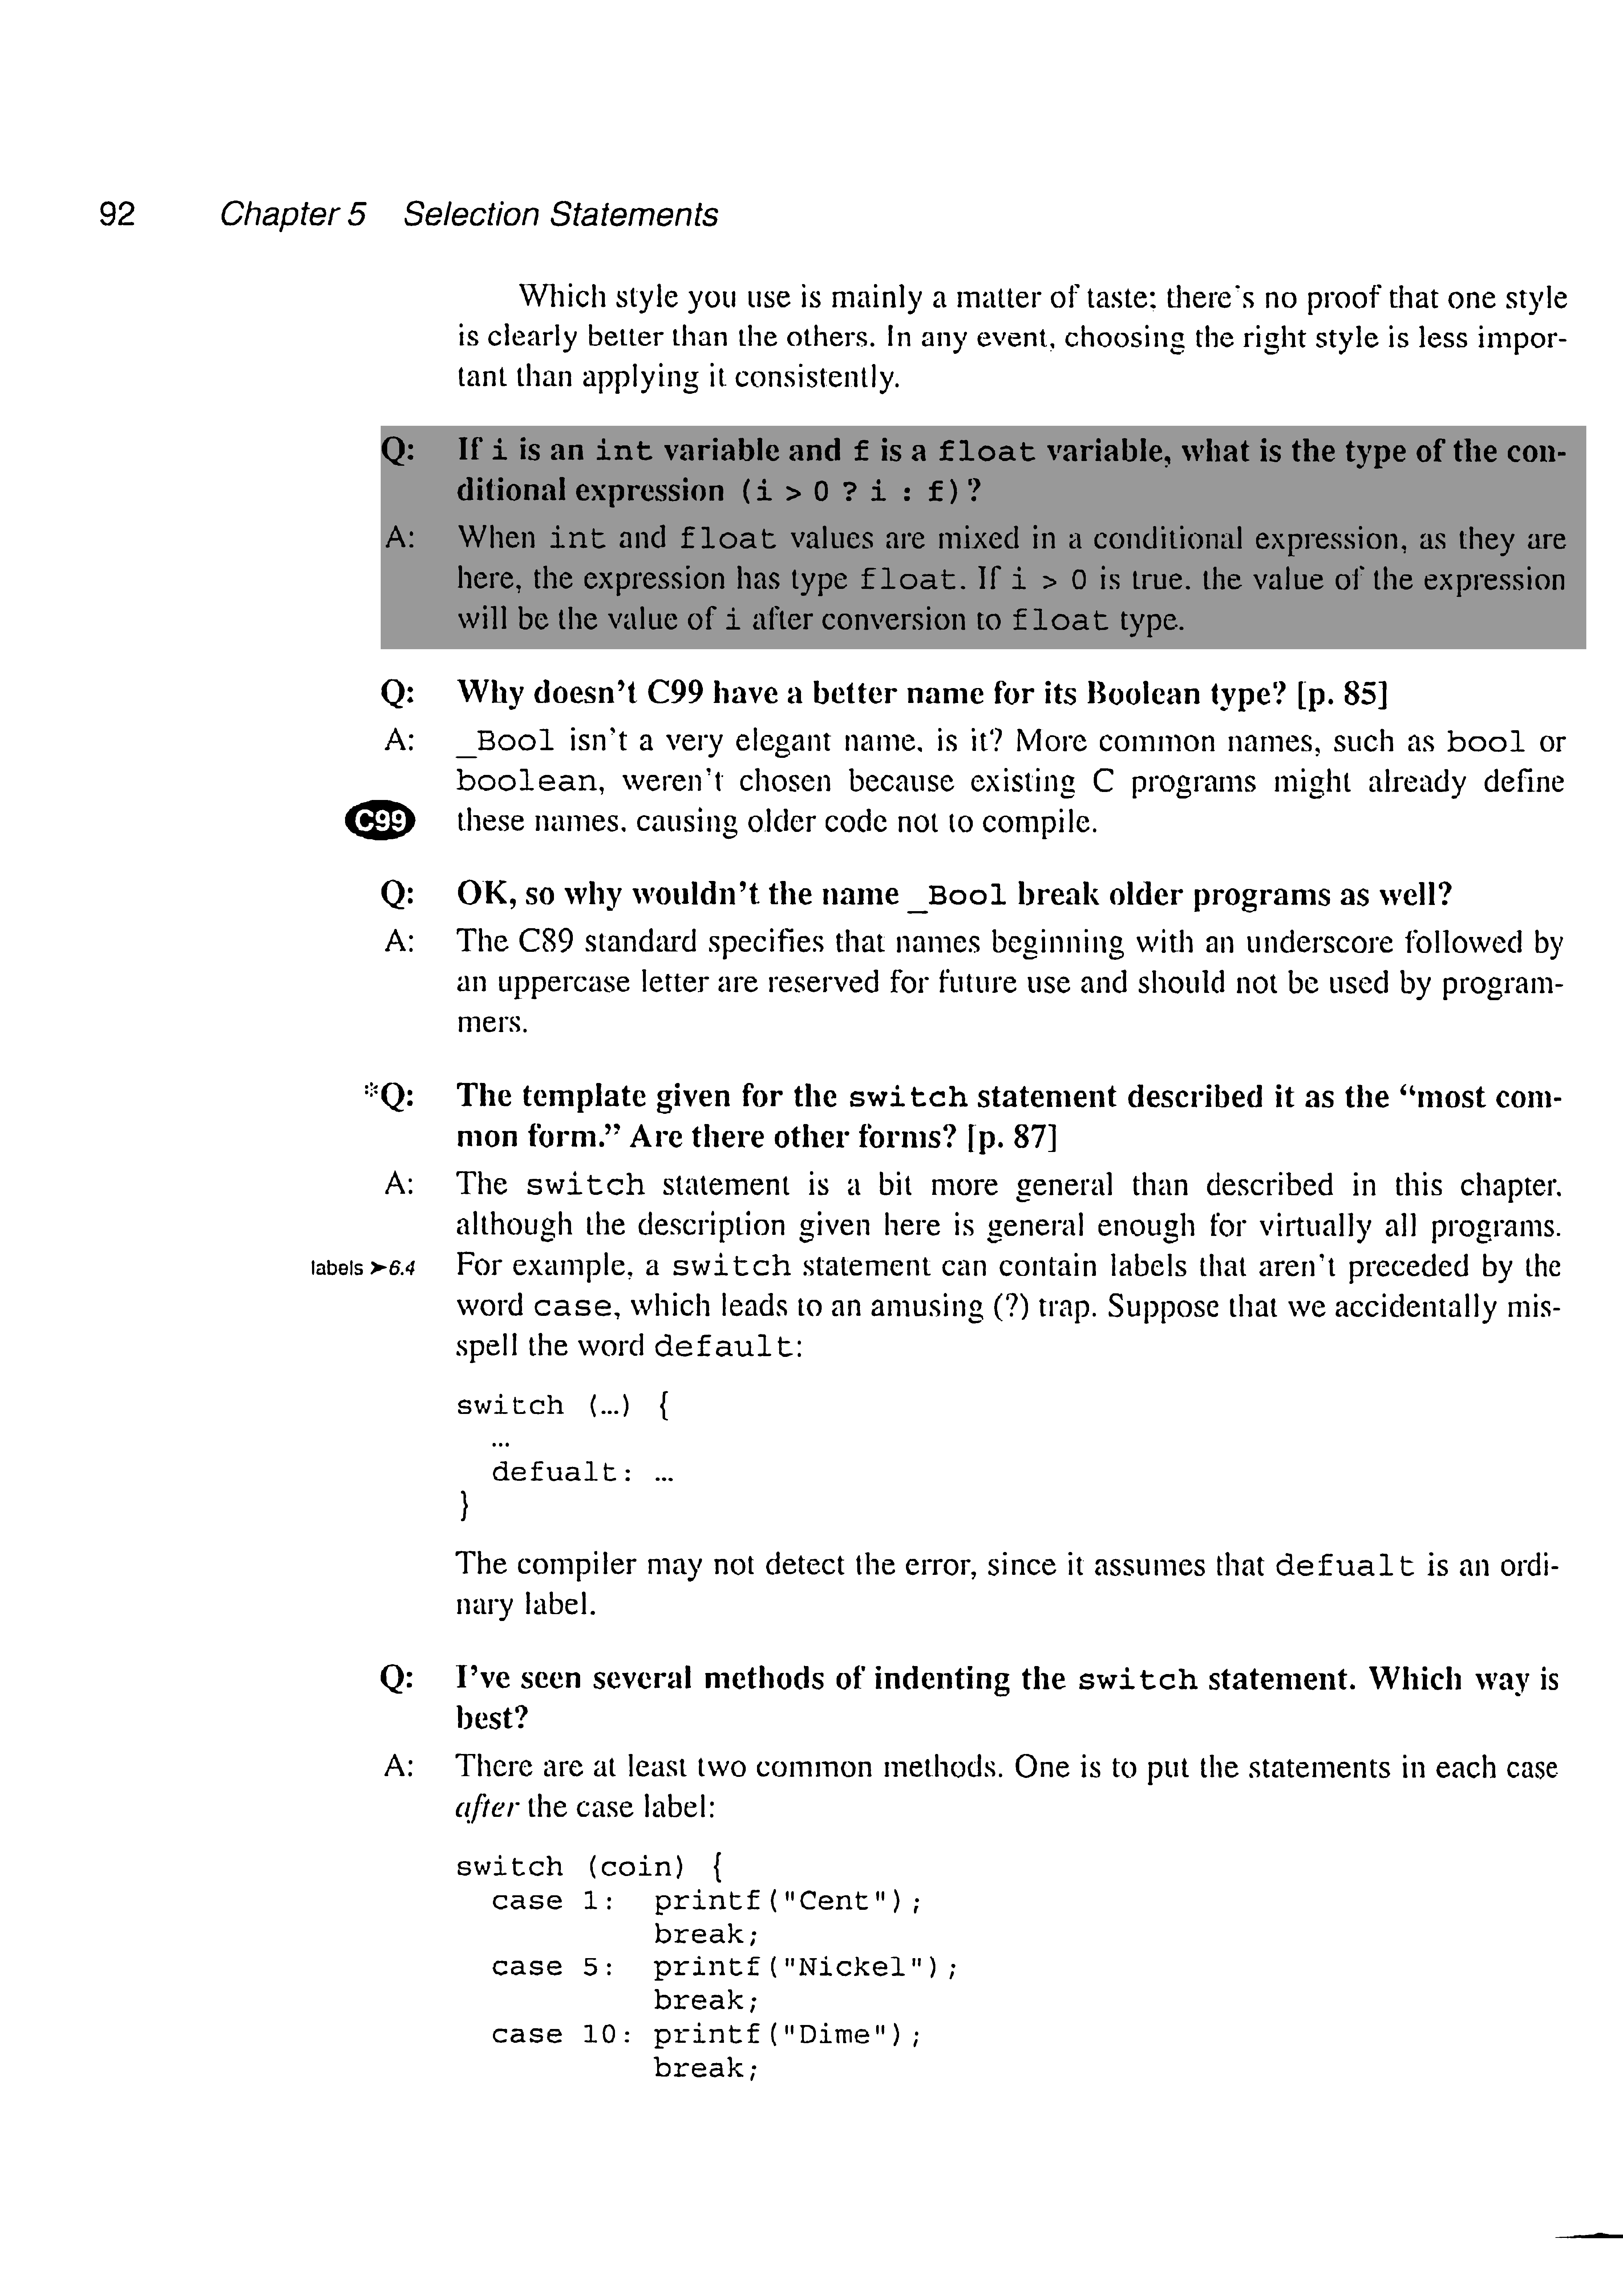 92 Chapter 5 Selection Statements
Which style you use is mainly a matter of taste; there's no proof that one style
is clearly better than the others. In any event, choosing the right style is less impor-
tant than applying it consistently.
Q: If i is an int variable and f is a float variable, what is the type of the con-
ditional expression (i > 0 ? i : f)?
A: When int and float values are mixed in a conditional expression, as they are
here, the expression has type float. If i > 0 is true, the value of the expression
will be the value of i after conversion to float type.
Q: Why doesn't C99 have a better name for its Boolean type? [p. 85]
A: _Bool isn't a very elegant name, is it? More common names, such as bool or
boolean, weren't chosen because existing C programs might already define
C99 these names, causing older code not to compile.
Q: OK, so why wouldn't the name _Bool break older programs as well?
A: The C89 standard specifies that names beginning with an underscore followed by
an uppercase letter are reserved for future use and should not be used by program-
mers.
*Q: The template given for the switch statement described it as the “most com-
mon form.” Are there other forms? [p. 87]
A: The switch statement is a bit more general than described in this chapter,
although the description given here is general enough for virtually all programs.
labels ➤6.4 For example, a switch statement can contain labels that aren't preceded by the
word case, which leads to an amusing (?) trap. Suppose that we accidentally mis-
spell the word default:
switch (…) {
…
defualt: …
}
The compiler may not detect the error, since it assumes that defualt is an ordi-
nary label.
Q: I've seen several methods of indenting the switch statement. Which way is
best?
A: There are at least two common methods. One is to put the statements in each case
after the case label:
switch (coin) {
case 1: printf("Cent");
break;
case 5: printf("Nickel");
break;
case 10: printf("Dime");
break;